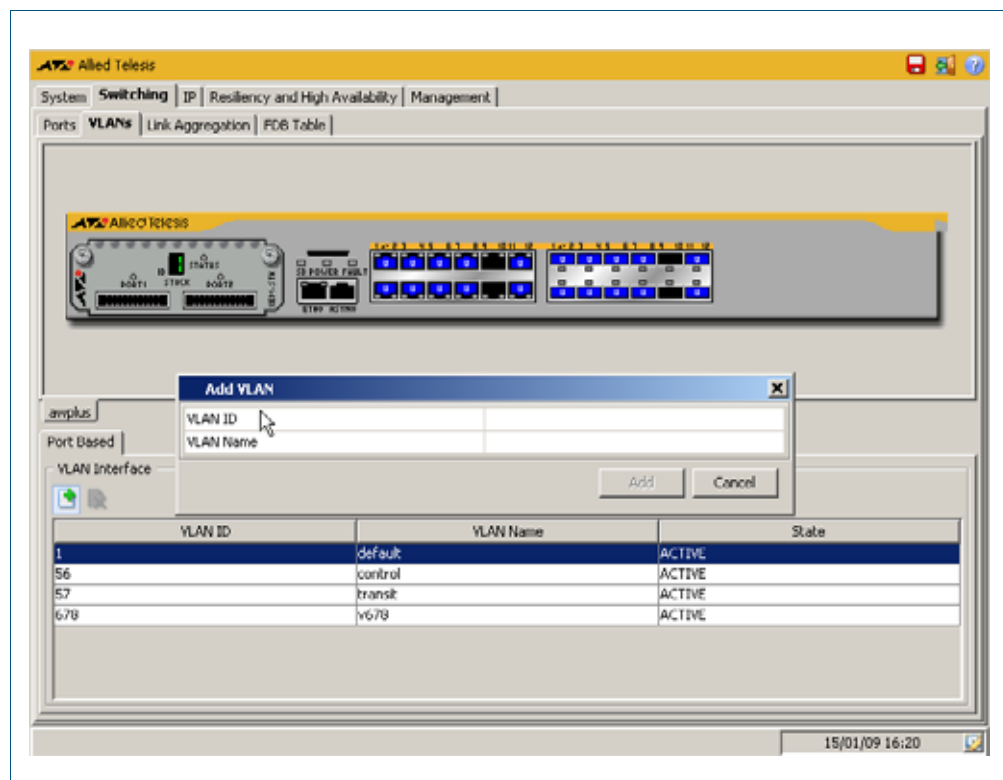 Allied Telesis
System Switching IP Resiliency and High Availability Management
Ports VLANs Link Aggregation FDB Table
Allied Telesis
STATUS
PORT1 STACK PORT2
SD POWER FAULT
ETH0
Add VLAN
VLAN ID
VLAN Name
Add Cancel
awplus
Port Based
VLAN Interface
VLAN ID VLAN Name State
1 default ACTIVE
56 control ACTIVE
57 transit ACTIVE
678 v678 ACTIVE
15/01/09 16:20